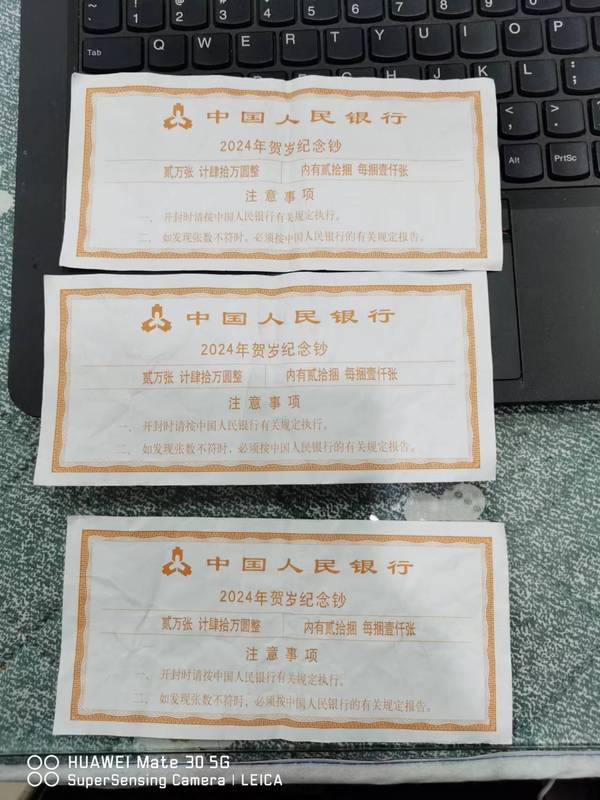 ! 1 @ 2 # 3 $ 4 % 5 ^ 6 & 7 * 8 ( 9 ) 0
Tab Q W E R T Y U I O P
: ;
< , > .
Alt PrtSc
中国人民银行
2024年贺岁纪念钞
贰万张 计肆拾万圆整 内有贰拾捆 每捆壹仟张
注意事项
一、开封时请按中国人民银行有关规定执行。
二、如发现张数不符时，必须按中国人民银行的有关规定报告。
中国人民银行
2024年贺岁纪念钞
贰万张 计肆拾万圆整 内有贰拾捆 每捆壹仟张
注意事项
一、开封时请按中国人民银行有关规定执行。
二、如发现张数不符时，必须按中国人民银行的有关规定报告。
中国人民银行
2024年贺岁纪念钞
贰万张 计肆拾万圆整 内有贰拾捆 每捆壹仟张
注意事项
一、开封时请按中国人民银行有关规定执行。
二、如发现张数不符时，必须按中国人民银行的有关规定报告。
HUAWEI Mate 30 5G
SuperSensing Camera | LEICA